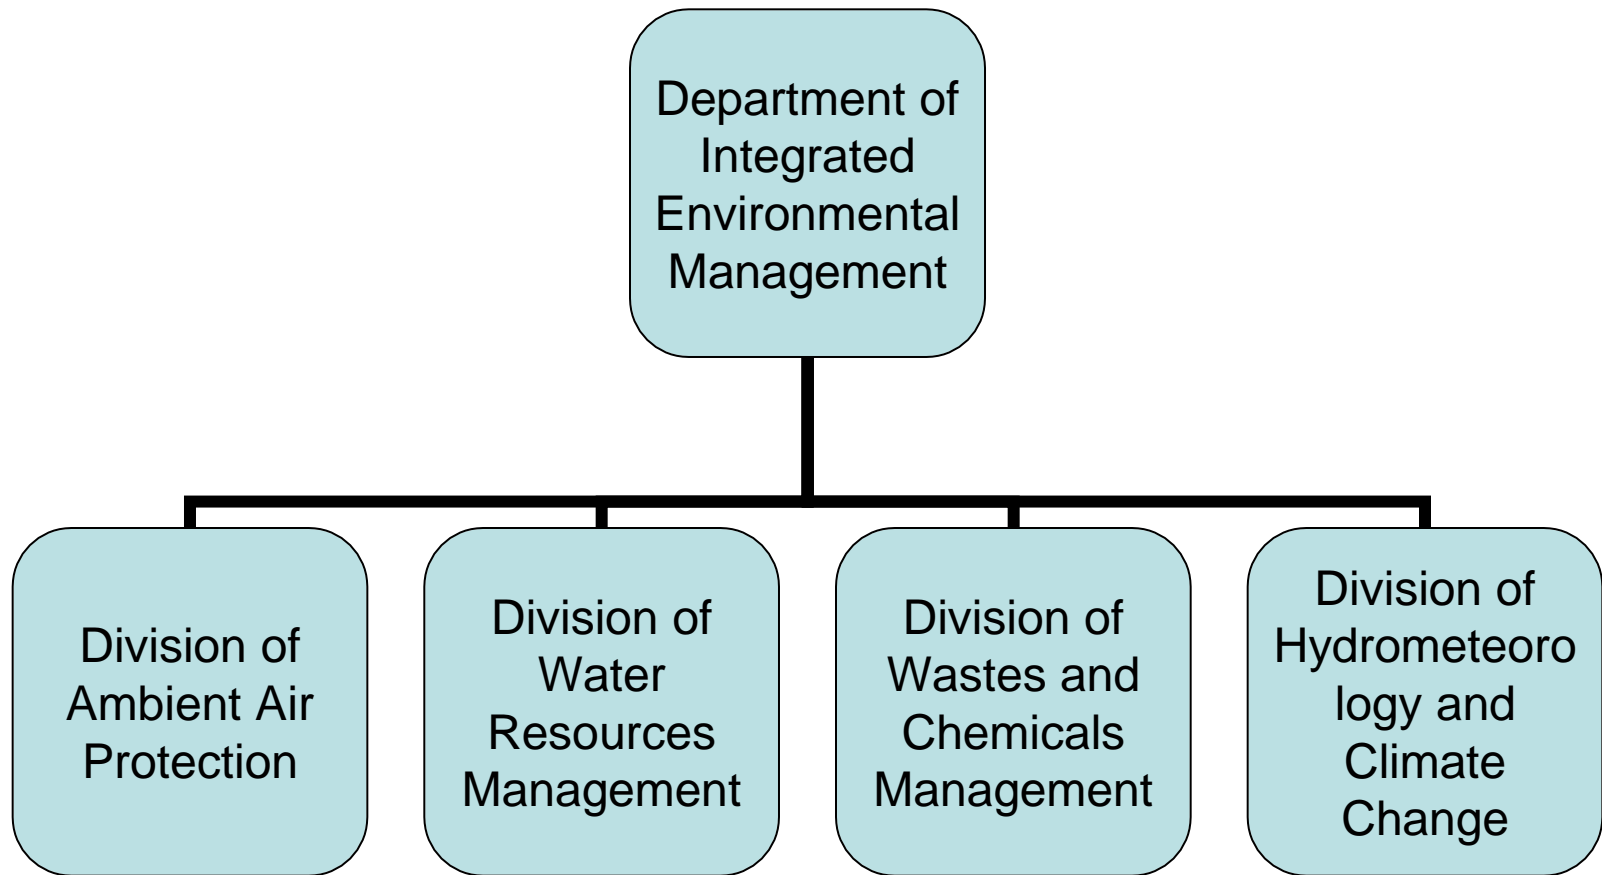 Department of
Integrated
Environmental
Management
Division of
Ambient Air
Protection
Division of
Water
Resources
Management
Division of
Wastes and
Chemicals
Management
Division of
Hydrometeoro
logy and
Climate
Change